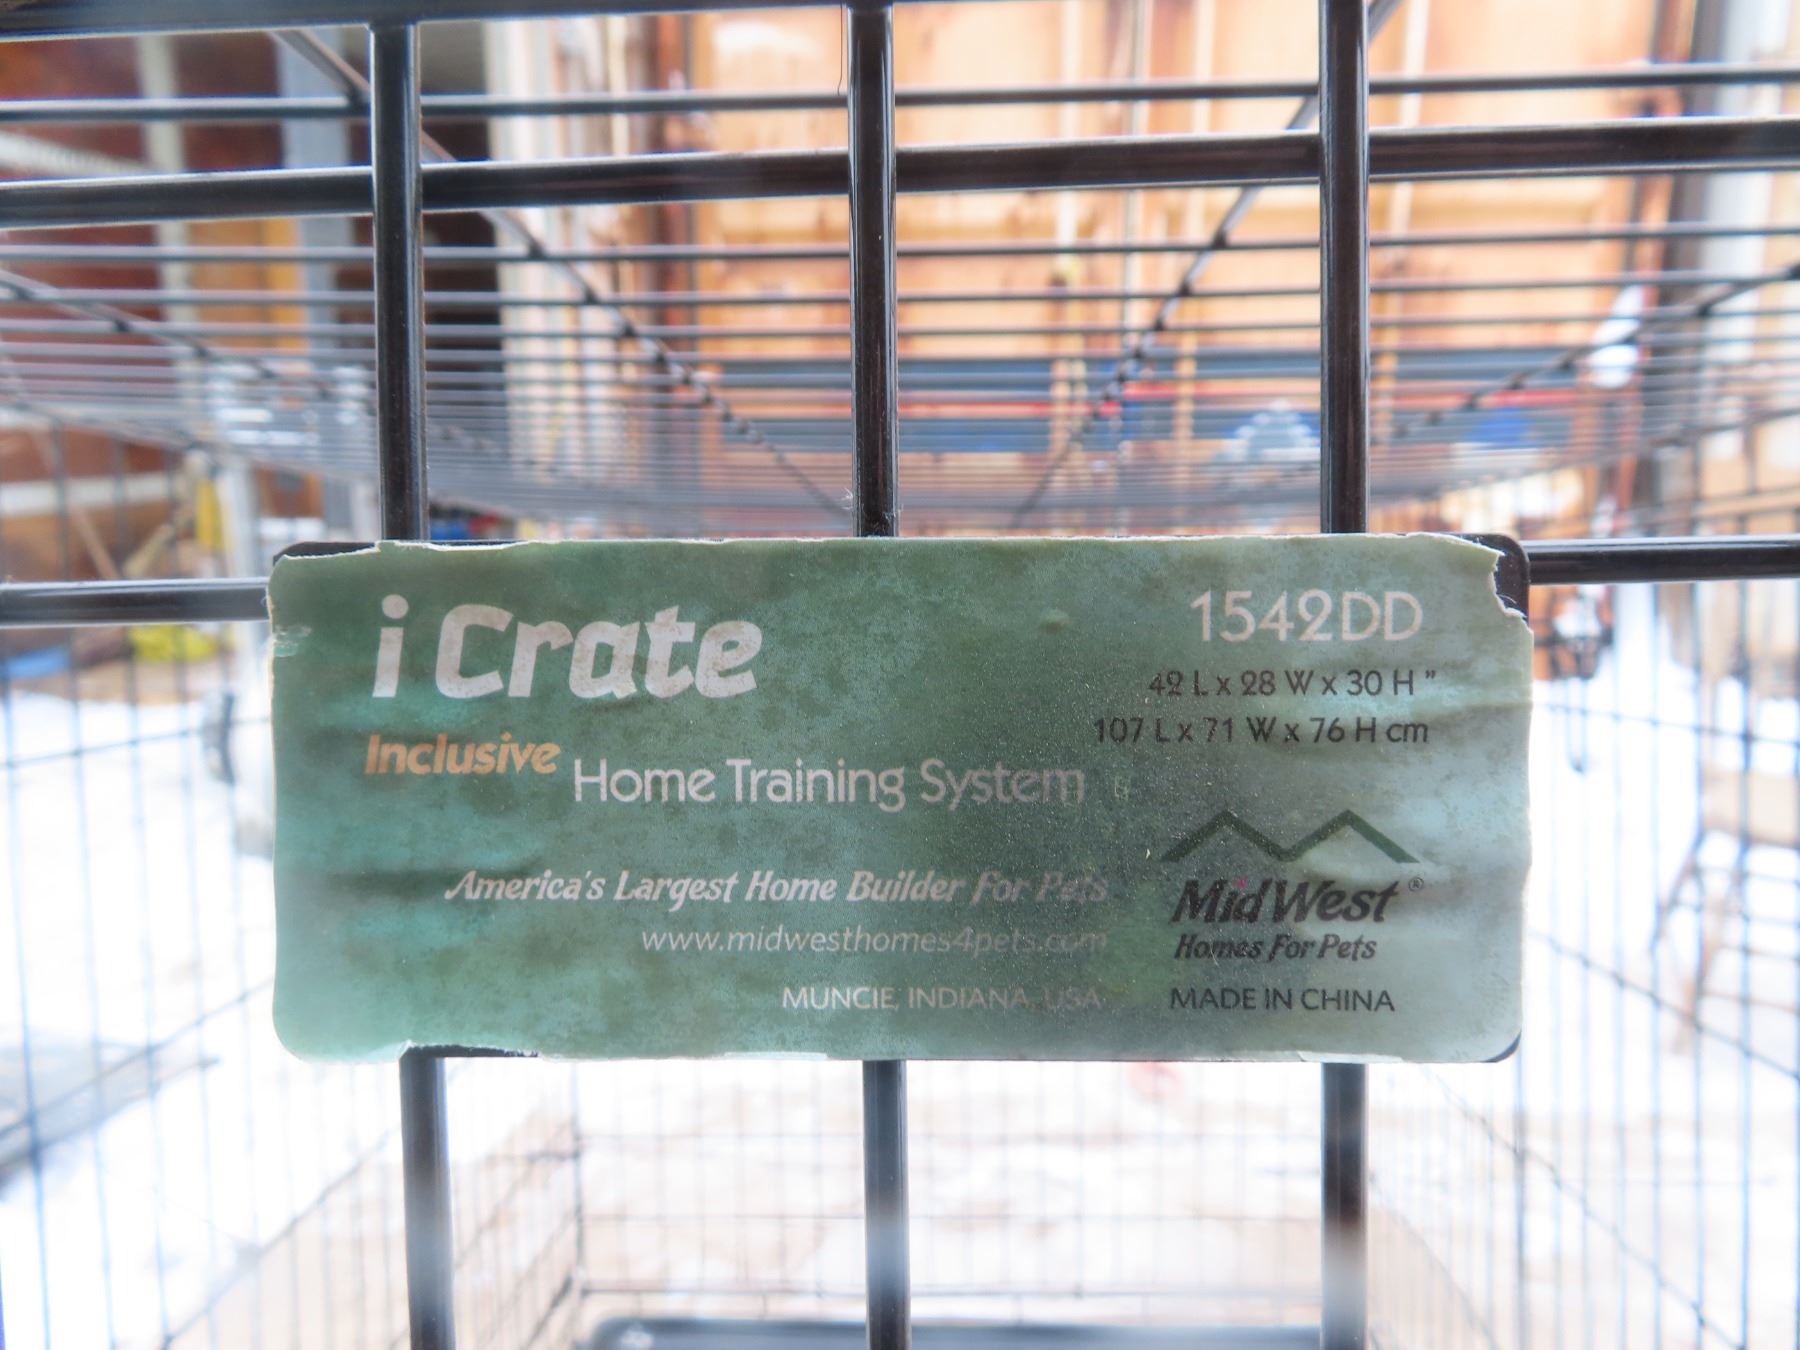 i Crate
1542DD
42 L x 28 W x 30 H "
107 L x 71 W x 76 H cm
Inclusive Home Training System
America's Largest Home Builder For Pets
www.midwesthomes4pets.com
MUNCIE, INDIANA, USA
MidWest ®
Homes For Pets
MADE IN CHINA